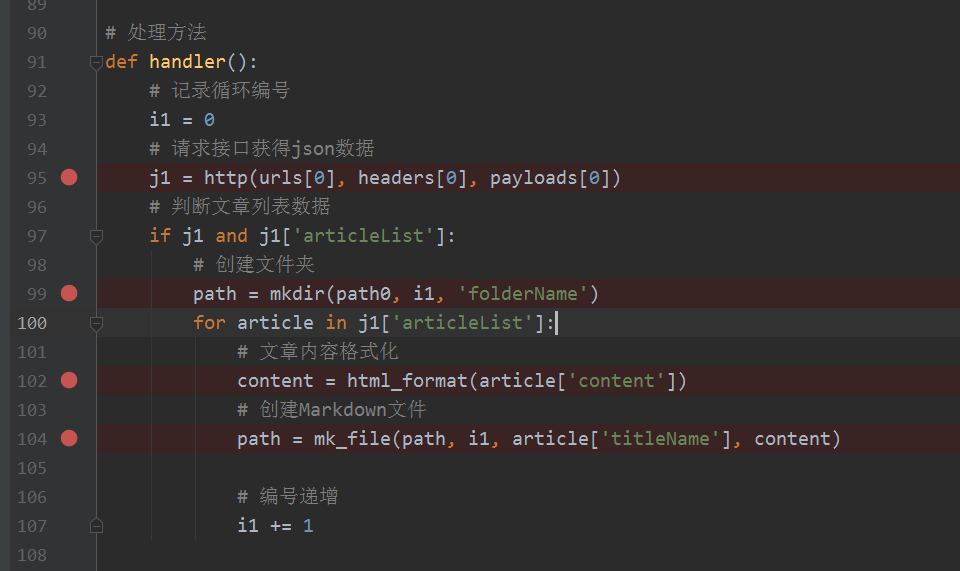 89
90 # 处理方法
91 def handler():
92 # 记录循环编号
93 i1 = 0
94 # 请求接口获得json数据
95 j1 = http(urls[0], headers[0], payloads[0])
96 # 判断文章列表数据
97 if j1 and j1['articleList']:
98 # 创建文件夹
99 path = mkdir(path0, i1, 'folderName')
100 for article in j1['articleList']:
101 # 文章内容格式化
102 content = html_format(article['content'])
103 # 创建Markdown文件
104 path = mk_file(path, i1, article['titleName'], content)
105
106 # 编号递增
107 i1 += 1
108